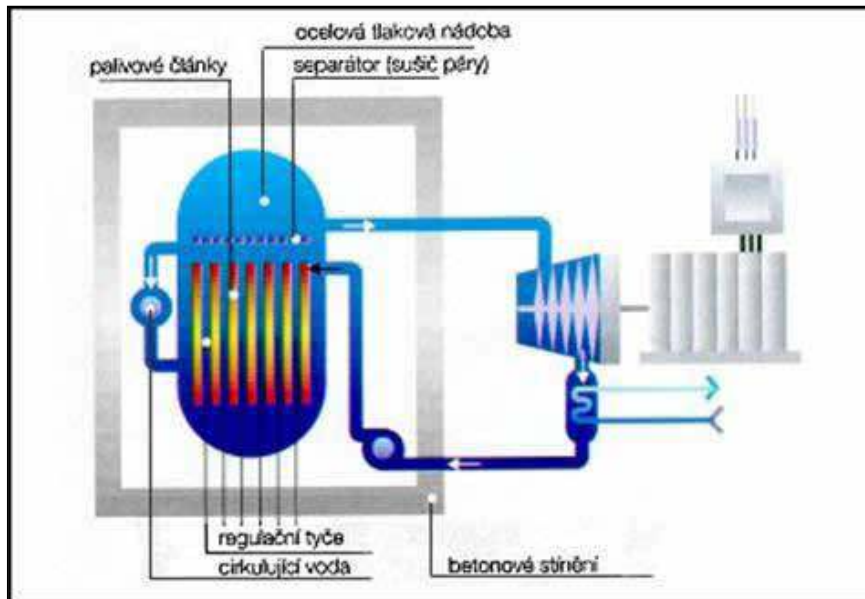 ocelová tlaková nádoba
palivové články
separátor (sušič páry)
regulační tyče
cirkulující voda
betonové stínění